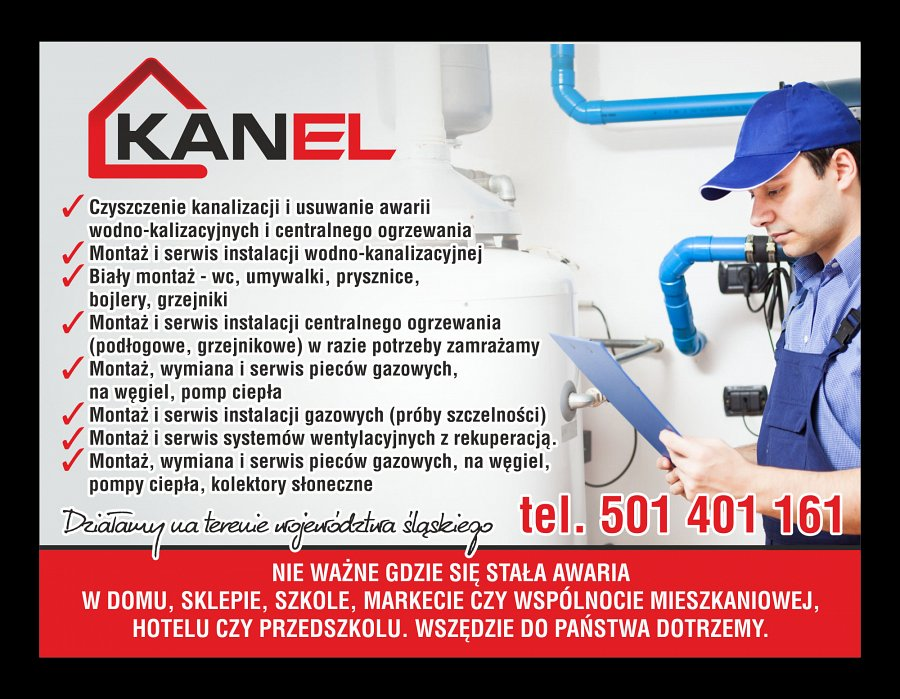 KANEL
Czyszczenie kanalizacji i usuwanie awarii
wodno-kalizacyjnych i centralnego ogrzewania
Montaż i serwis instalacji wodno-kanalizacyjnej
Biały montaż - wc, umywalki, prysznice,
bojlery, grzejniki
Montaż i serwis instalacji centralnego ogrzewania
(podłogowe, grzejnikowe) w razie potrzeby zamrażamy
Montaż, wymiana i serwis pieców gazowych,
na węgiel, pomp ciepła
Montaż i serwis instalacji gazowych (próby szczelności)
Montaż i serwis systemów wentylacyjnych z rekuperacją.
Montaż, wymiana i serwis pieców gazowych, na węgiel,
pompy ciepła, kolektory słoneczne
Działamy na terenie województwa śląskiego
tel. 501 401 161
NIE WAŻNE GDZIE SIĘ STAŁA AWARIA
W DOMU, SKLEPIE, SZKOLE, MARKECIE CZY WSPÓLNOCIE MIESZKANIOWEJ,
HOTELU CZY PRZEDSZKOLU. WSZĘDZIE DO PAŃSTWA DOTRZEMY.